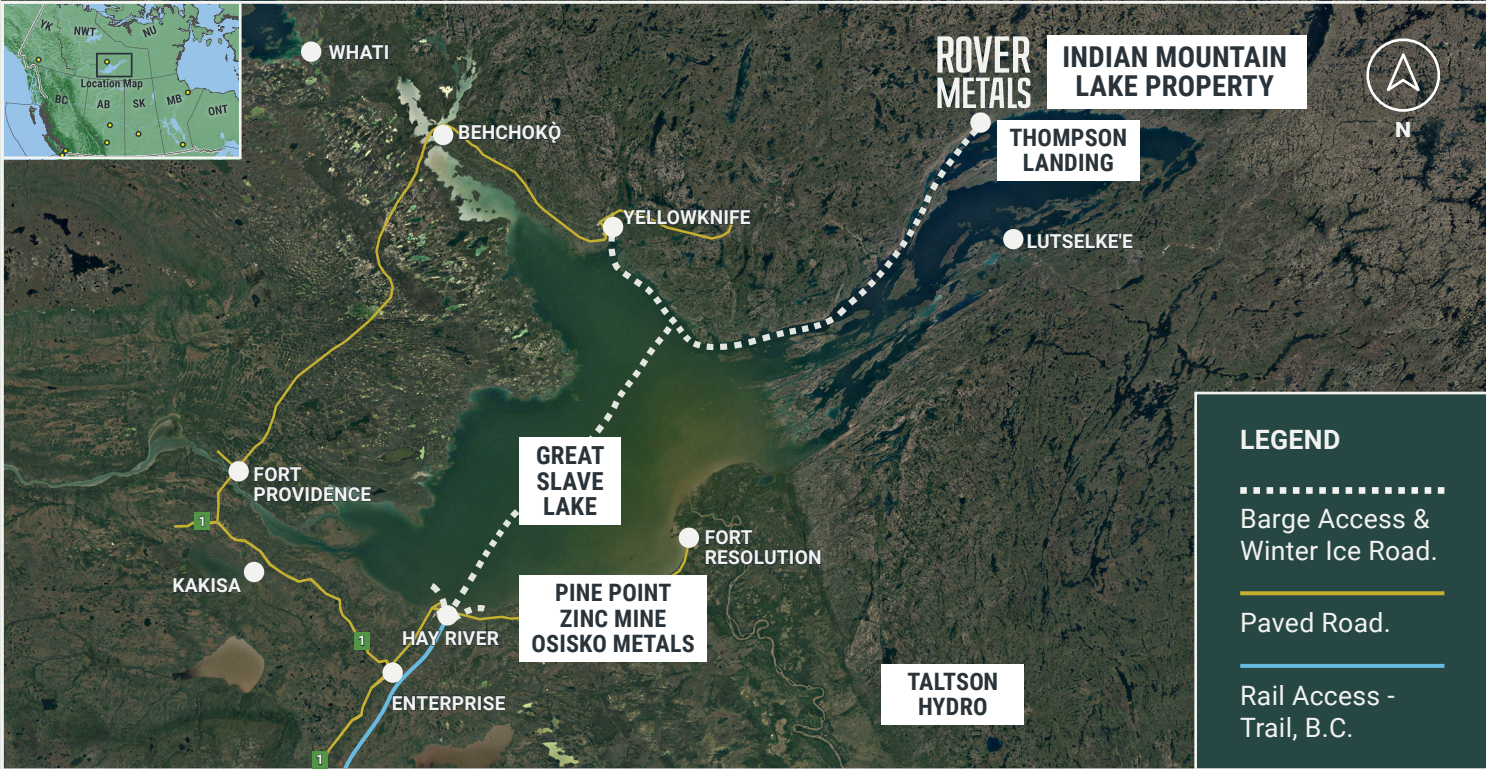 YK
NWT
NU
Location Map
BC
AB
SK
MB
ONT
WHATI
ROVER
METALS
INDIAN MOUNTAIN
LAKE PROPERTY
N
BEHCHOKǪ̀
THOMPSON
LANDING
YELLOWKNIFE
LUTSELKE'E
GREAT
SLAVE
LAKE
FORT
PROVIDENCE
1
FORT
RESOLUTION
KAKISA
PINE POINT
ZINC MINE
OSISKO METALS
HAY RIVER
1
ENTERPRISE
TALTSON
HYDRO
1
LEGEND
Barge Access &
Winter Ice Road.
Paved Road.
Rail Access -
Trail, B.C.